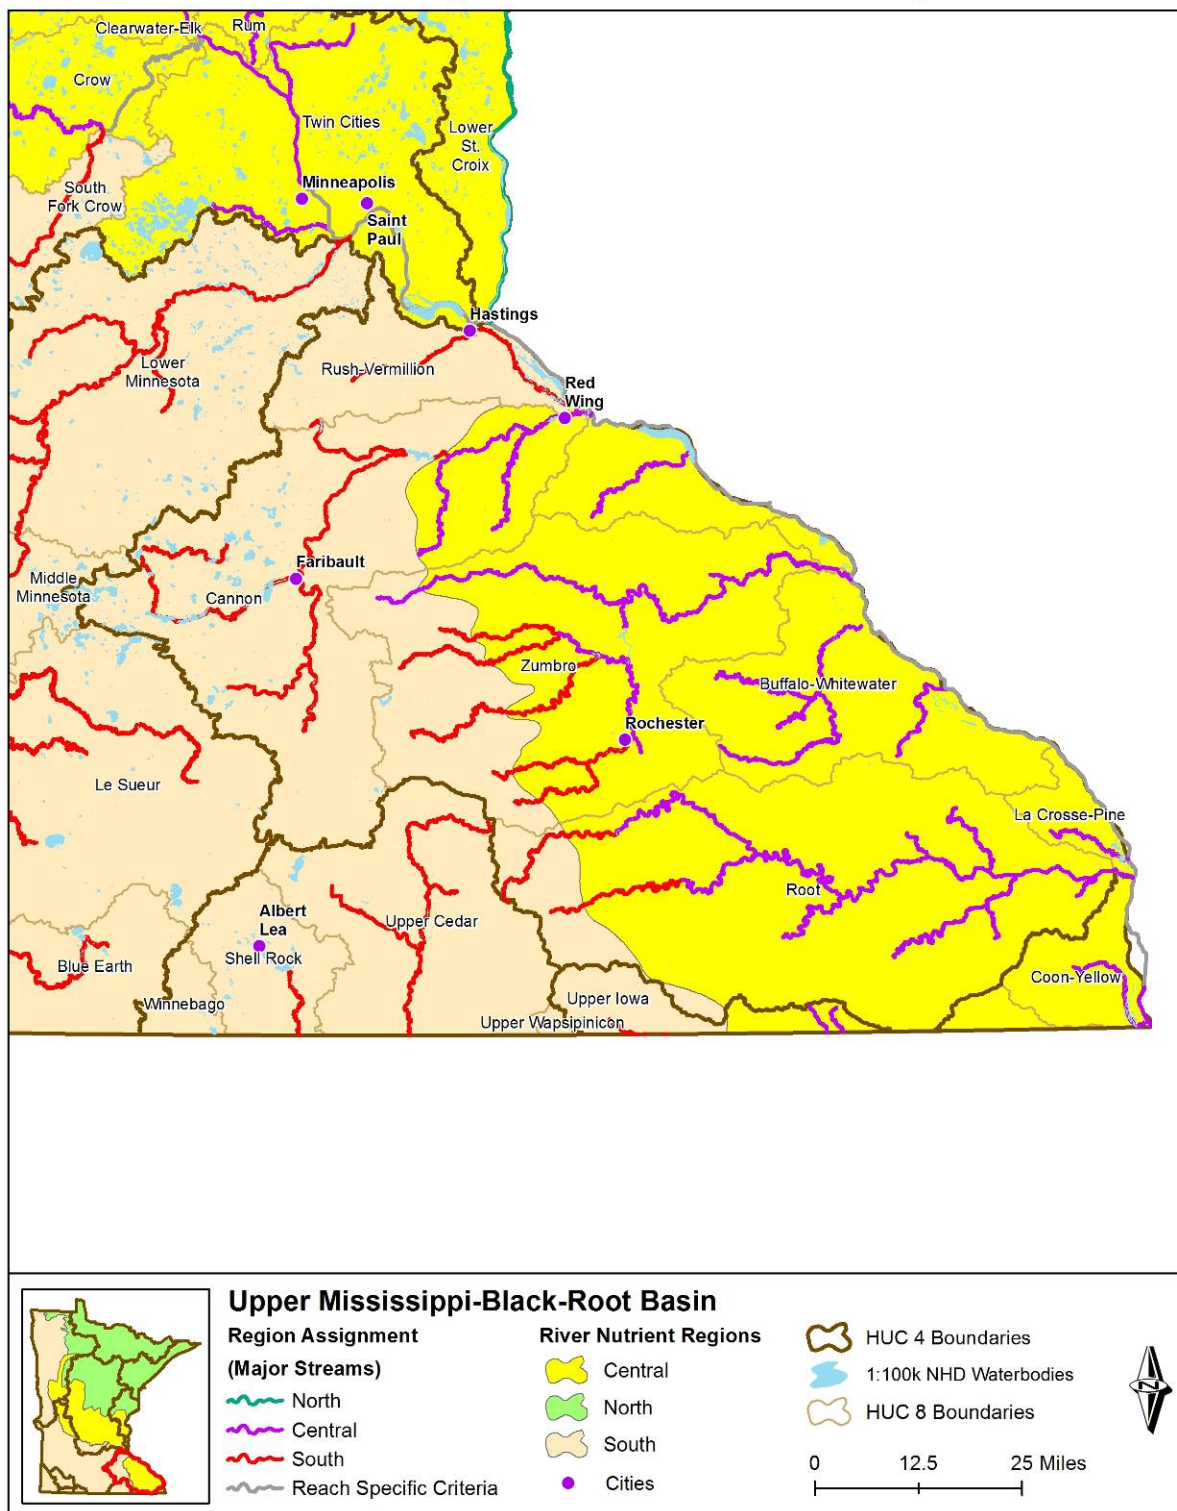 Clearwater-Elk
Rum
Crow
Twin Cities
Lower
St.
Croix
South
Fork Crow
Minneapolis
Saint
Paul
Hastings
Lower
Minnesota
Rush-Vermillion
Red
Wing
Middle
Minnesota
Faribault
Cannon
Zumbro
Buffalo-Whitewater
Rochester
Le Sueur
La Crosse-Pine
Root
Albert
Lea
Upper Cedar
Shell Rock
Blue Earth
Winnebago
Upper Iowa
Upper Wapsipinicon
Coon-Yellow
Upper Mississippi-Black-Root Basin
Region Assignment
(Major Streams)
North
Central
South
Reach Specific Criteria
River Nutrient Regions
Central
North
South
Cities
HUC 4 Boundaries
1:100k NHD Waterbodies
HUC 8 Boundaries
0 12.5 25 Miles
N